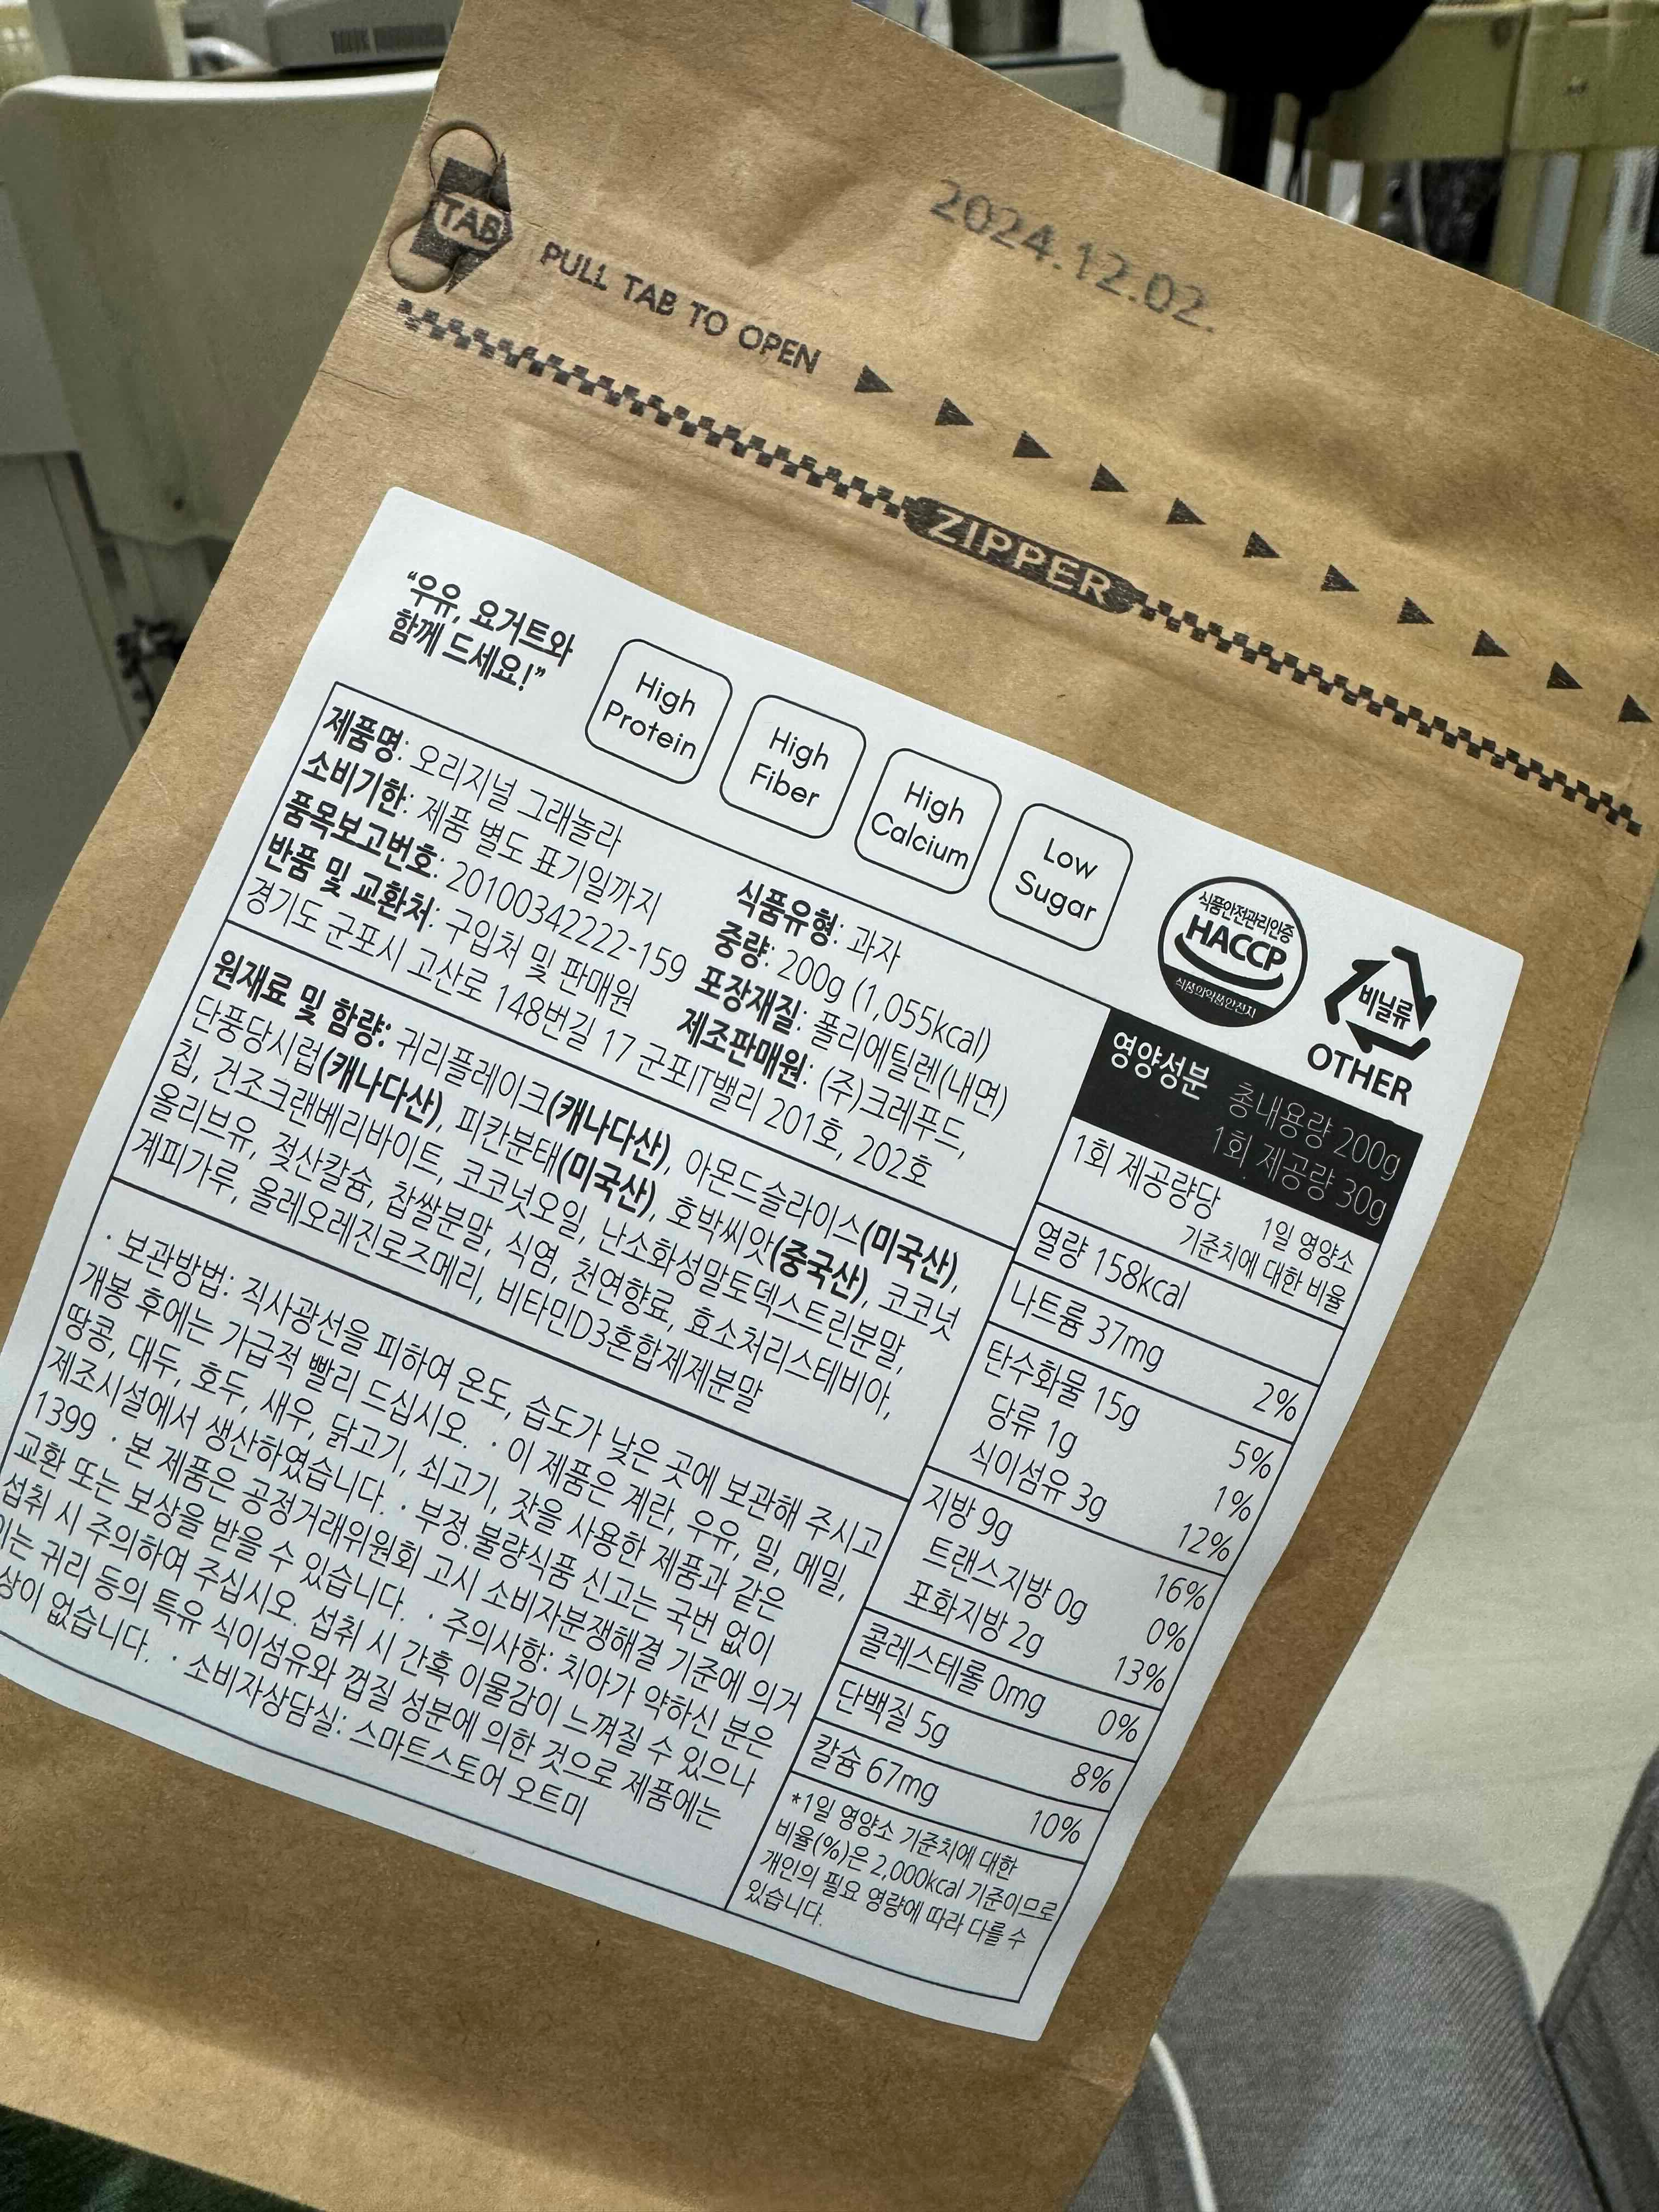 2024.12.02.
TAB
PULL TAB TO OPEN
ZIPPER
“우유, 요거트와
함께 드세요!”
High
Protein
High
Fiber
High
Calcium
Low
Sugar
식품안전관리인증
HACCP
식품의약품안전처
비닐류
OTHER
제품명: 오리지널 그래놀라
식품유형: 과자
소비기한: 제품 별도 표기일까지
중량: 200g (1,055kcal)
품목보고번호: 20100342222-159
포장재질: 폴리에틸렌(내면)
반품 및 교환처: 구입처 및 판매원
제조판매원: (주)크레푸드,
경기도 군포시 고산로 148번길 17 군포IT밸리 201호, 202호
원재료 및 함량: 귀리플레이크(캐나다산), 아몬드슬라이스(미국산),
단풍당시럽(캐나다산), 피칸분태(미국산), 호박씨앗(중국산), 코코넛
칩, 건조크랜베리바이트, 코코넛오일, 난소화성말토덱스트린분말,
올리브유, 젖산칼슘, 찹쌀분말, 식염, 천연향료, 효소처리스테비아,
계피가루, 올레오레진로즈메리, 비타민D3혼합제제분말
· 보관방법: 직사광선을 피하여 온도, 습도가 낮은 곳에 보관해 주시고
개봉 후에는 가급적 빨리 드십시오. · 이 제품은 계란, 우유, 밀, 메밀,
땅콩, 대두, 호두, 새우, 닭고기, 쇠고기, 잣을 사용한 제품과 같은
제조시설에서 생산하였습니다. · 부정.불량식품 신고는 국번 없이
1399 · 본 제품은 공정거래위원회 고시 소비자분쟁해결 기준에 의거
교환 또는 보상을 받을 수 있습니다. · 주의사항: 치아가 약하신 분은
섭취 시 주의하여 주십시오. 섭취 시 간혹 이물감이 느껴질 수 있으나
이는 귀리 등의 특유 식이섬유와 껍질 성분에 의한 것으로 제품에는
상이 없습니다. · 소비자상담실: 스마트스토어 오트미
영양성분 총내용량 200g
1회 제공량 30g
1회 제공량당 1일 영양소
기준치에 대한 비율
열량 158kcal
나트륨 37mg 2%
탄수화물 15g 5%
당류 1g 1%
식이섬유 3g 12%
지방 9g 16%
트랜스지방 0g 0%
포화지방 2g 13%
콜레스테롤 0mg 0%
단백질 5g 8%
칼슘 67mg 10%
*1일 영양소 기준치에 대한
비율(%)은 2,000kcal 기준이므로
개인의 필요 열량에 따라 다를 수
있습니다.